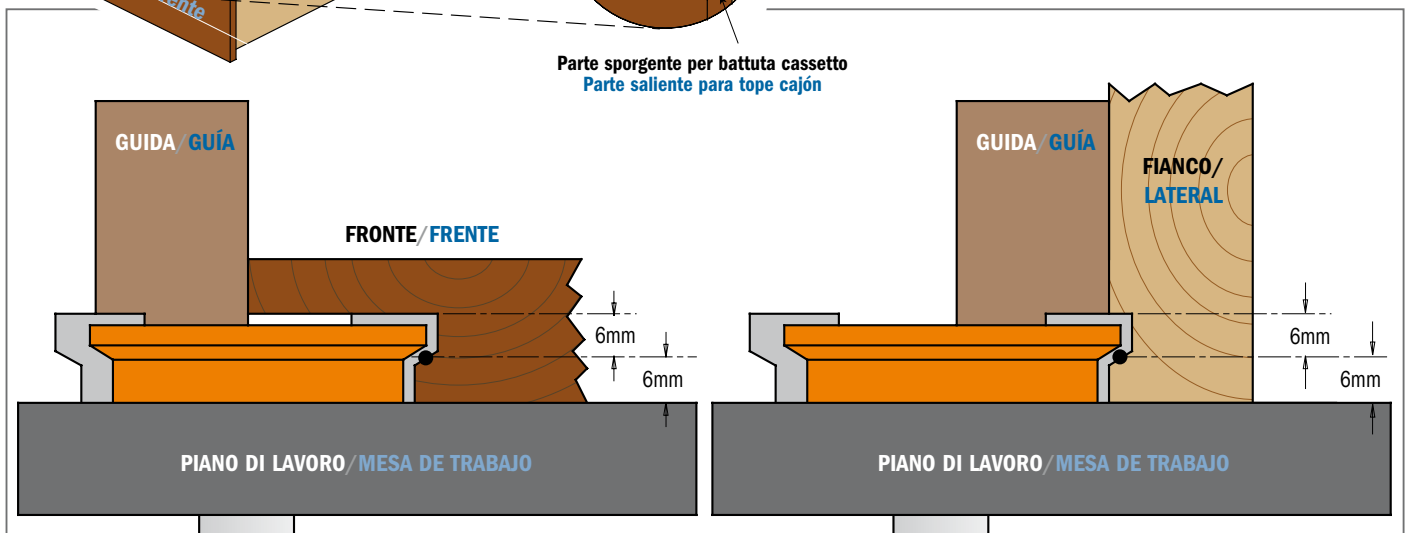 ente
Parte sporgente per battuta cassetto
Parte saliente para tope cajón
GUIDA/GUÍA
FRONTE/FRENTE
6mm
6mm
PIANO DI LAVORO/MESA DE TRABAJO
GUIDA/GUÍA
FIANCO/
LATERAL
6mm
6mm
PIANO DI LAVORO/MESA DE TRABAJO